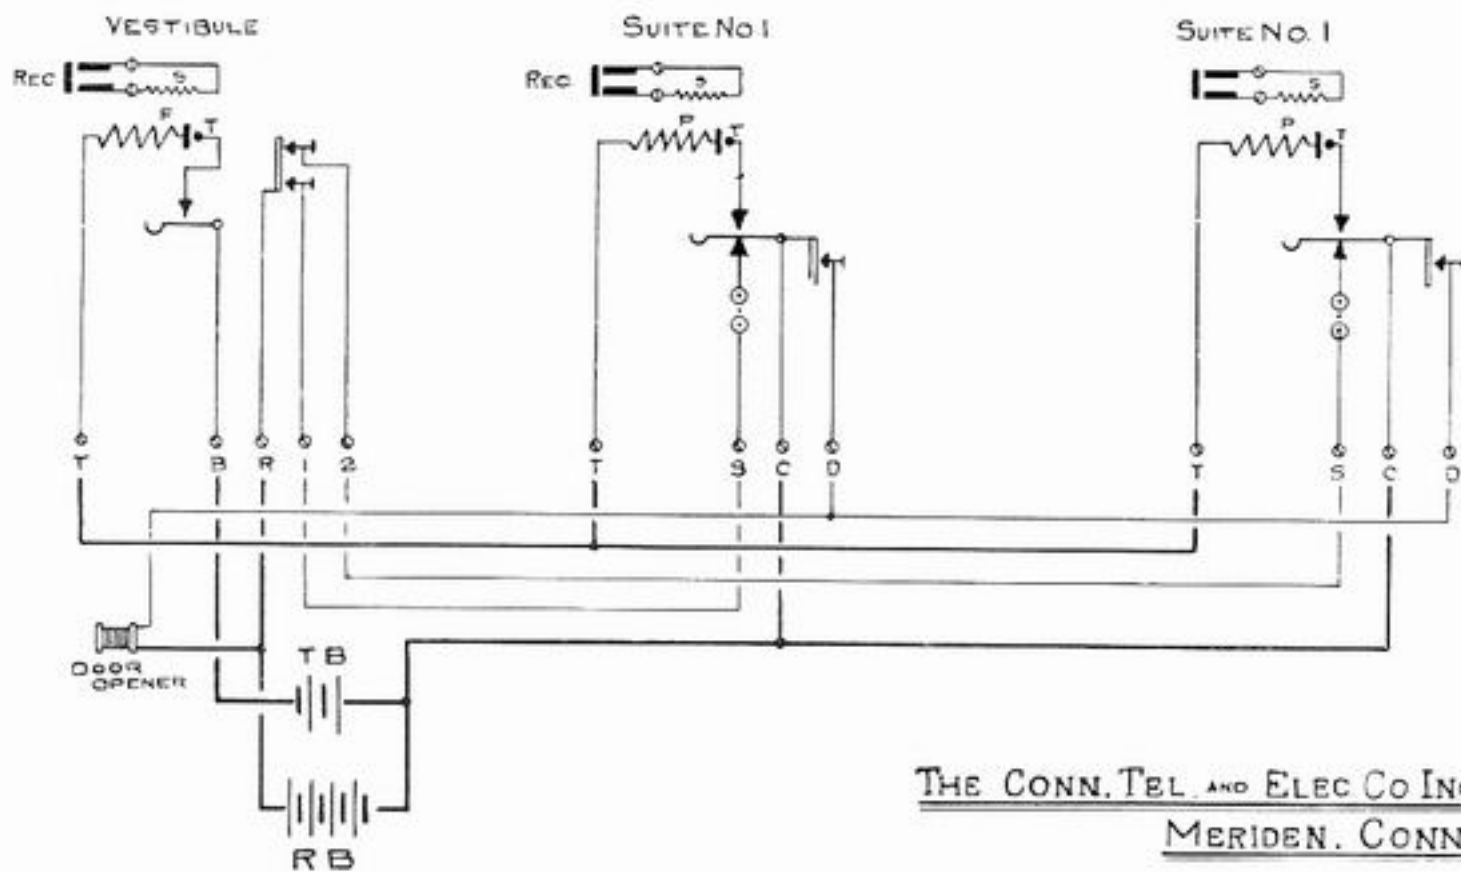 VESTIBULE
SUITE NO 1
SUITE NO. 1
REC
S
REC
S
S
F
T
P
T
P
T
T
B
R
1
2
T
S
C
D
T
S
C
D
DOOR
OPENER
TB
RB
THE CONN. TEL. AND ELEC CO INC
MERIDEN. CONN